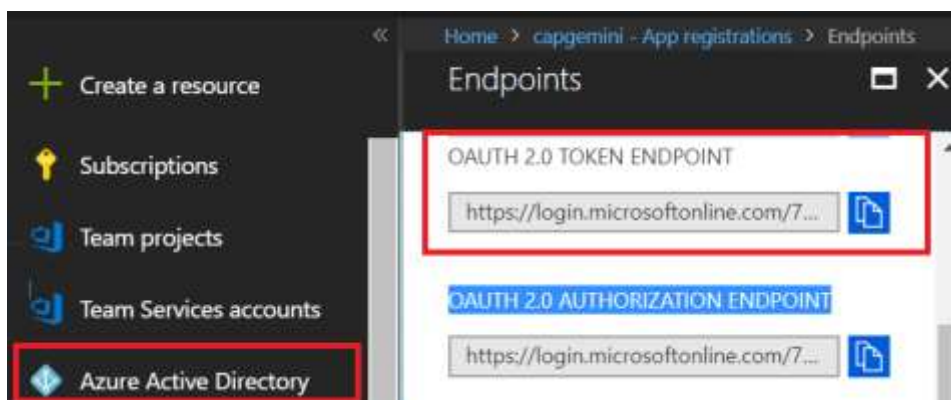 Home > capgemini - App registrations > Endpoints
Endpoints
Create a resource
Subscriptions
Team projects
Team Services accounts
Azure Active Directory
OAUTH 2.0 TOKEN ENDPOINT
https://login.microsoftonline.com/7...
OAUTH 2.0 AUTHORIZATION ENDPOINT
https://login.microsoftonline.com/7...